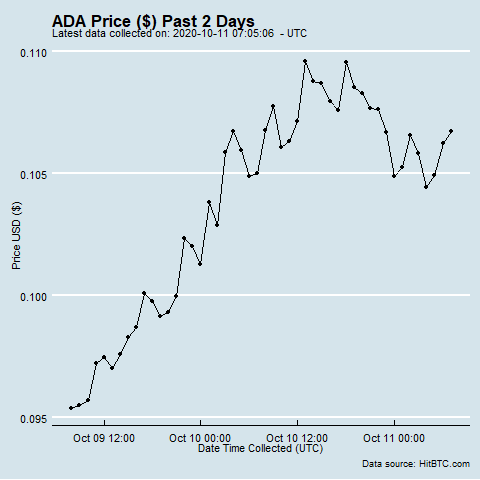 ADA Price ($) Past 2 Days
Latest data collected on: 2020-10-11 07:05:06  - UTC
0.110
0.105
0.100
0.095
Price USD ($)
Oct 09 12:00 Oct 10 00:00 Oct 10 12:00 Oct 11 00:00
Date Time Collected (UTC)
Data source: HitBTC.com